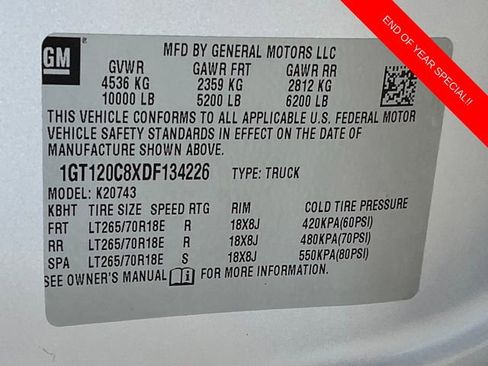 END OF YEAR SPECIAL!!
GM
MFD BY GENERAL MOTORS LLC
GVWR GAWR FRT GAWR RR
4536 KG 2359 KG 2812 KG
10000 LB 5200 LB 6200 LB
THIS VEHICLE CONFORMS TO ALL APPLICABLE U.S. FEDERAL MOTOR
VEHICLE SAFETY STANDARDS IN EFFECT ON THE DATE OF
MANUFACTURE SHOWN ABOVE.
1GT120C8XDF134226 TYPE: TRUCK
MODEL: K20743
KBHT TIRE SIZE SPEED RTG RIM COLD TIRE PRESSURE
FRT LT265/70R18E R 18X8J 420KPA(60PSI)
RR LT265/70R18E R 18X8J 480KPA(70PSI)
SPA LT265/70R18E S 18X8J 550KPA(80PSI)
SEE OWNER'S MANUAL FOR MORE INFORMATION.